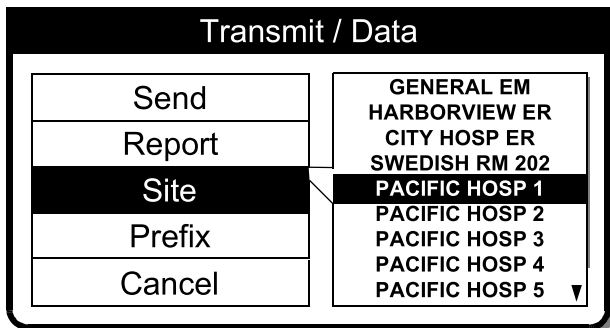 Transmit / Data
Send
Report
Site
Prefix
Cancel
GENERAL EM
HARBORVIEW ER
CITY HOSP ER
SWEDISH RM 202
PACIFIC HOSP 1
PACIFIC HOSP 2
PACIFIC HOSP 3
PACIFIC HOSP 4
PACIFIC HOSP 5